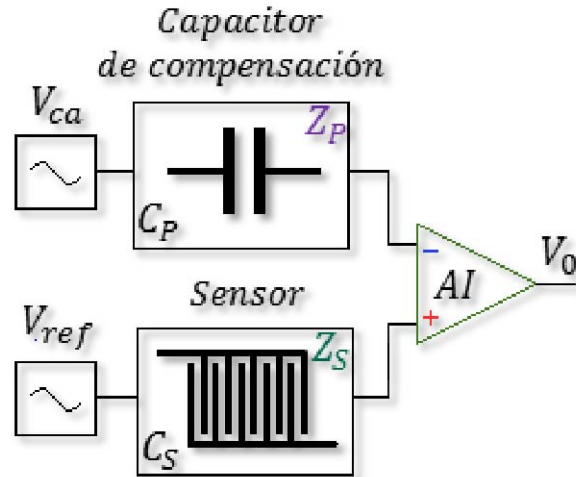 Capacitor
de compensación
V_ca
Z_P
C_P
−
AI
V_0
+
Sensor
V_ref
Z_S
C_S